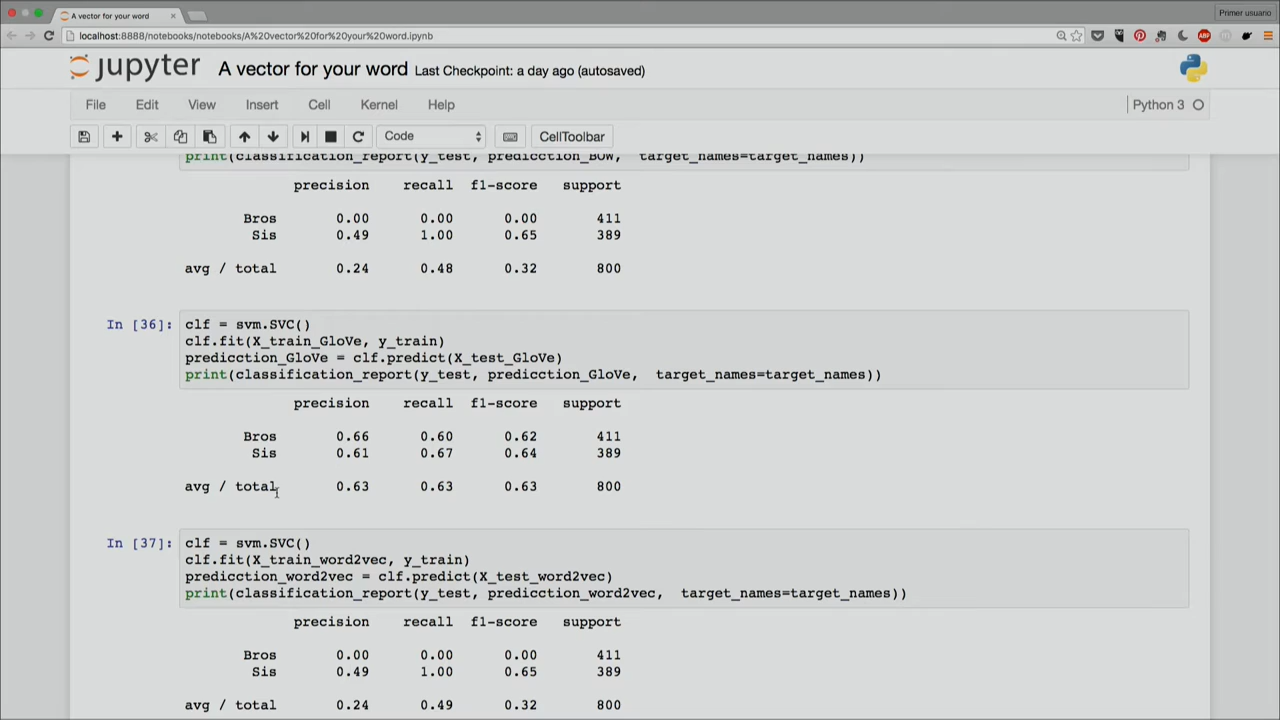 A vector for your word
Primer usuario
localhost:8888/notebooks/notebooks/A%20vector%20for%20your%20word.ipynb
jupyter A vector for your word Last Checkpoint: a day ago (autosaved)
File Edit View Insert Cell Kernel Help Python 3
Code CellToolbar
print(classification_report(y_test, predicction_BOW, target_names=target_names))
precision recall f1-score support
Bros 0.00 0.00 0.00 411
Sis 0.49 1.00 0.65 389
avg / total 0.24 0.48 0.32 800
In [36]: clf = svm.SVC()
clf.fit(X_train_GloVe, y_train)
predicction_GloVe = clf.predict(X_test_GloVe)
print(classification_report(y_test, predicction_GloVe, target_names=target_names))
precision recall f1-score support
Bros 0.66 0.60 0.62 411
Sis 0.61 0.67 0.64 389
avg / total 0.63 0.63 0.63 800
In [37]: clf = svm.SVC()
clf.fit(X_train_word2vec, y_train)
predicction_word2vec = clf.predict(X_test_word2vec)
print(classification_report(y_test, predicction_word2vec, target_names=target_names))
precision recall f1-score support
Bros 0.00 0.00 0.00 411
Sis 0.49 1.00 0.65 389
avg / total 0.24 0.49 0.32 800